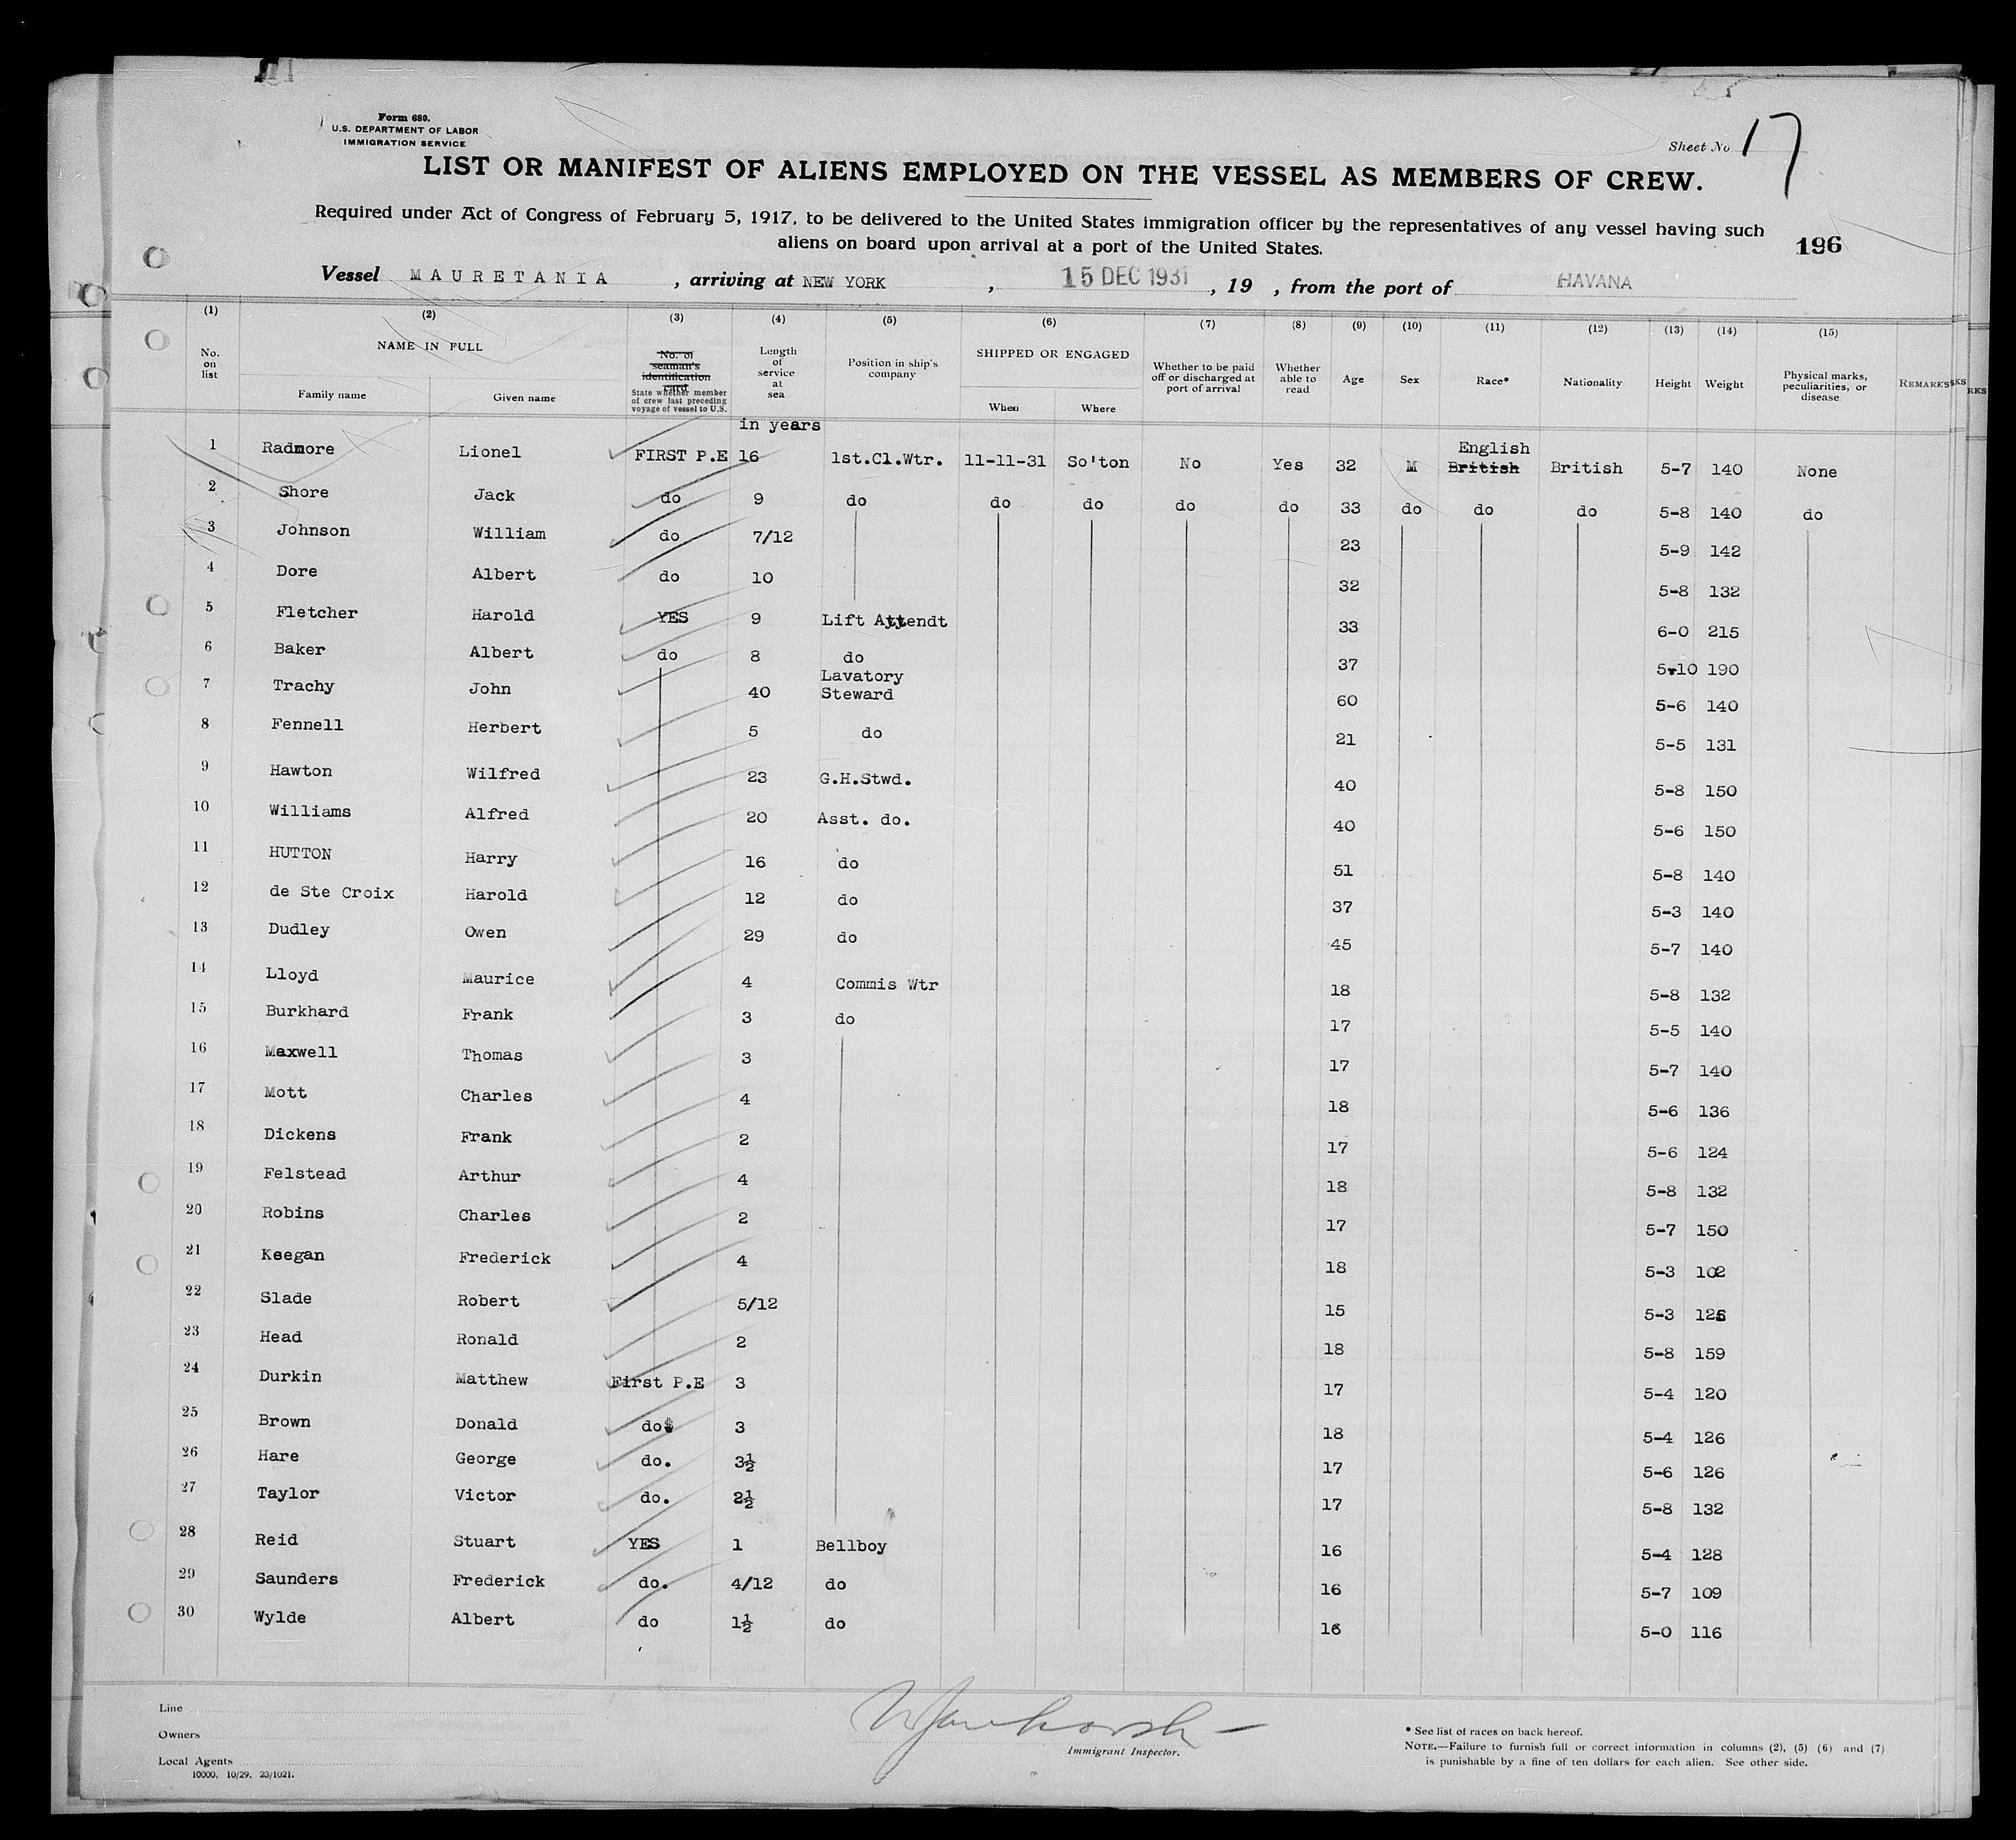 Form 680.
U.S. DEPARTMENT OF LABOR
IMMIGRATION SERVICE
Sheet No 17
LIST OR MANIFEST OF ALIENS EMPLOYED ON THE VESSEL AS MEMBERS OF CREW.
Required under Act of Congress of February 5, 1917, to be delivered to the United States immigration officer by the representatives of any vessel having such
aliens on board upon arrival at a port of the United States.
196
Vessel MAURETANIA , arriving at NEW YORK , 15 DEC 1931 , 19 , from the port of HAVANA
(1) (2) (3) (4) (5) (6) (7) (8) (9) (10) (11) (12) (13) (14) (15)
No. on list NAME IN FULL Family name Given name No. of seaman's identification card State whether member of crew last preceding voyage of vessel to U.S. Length of service at sea Position in ship's company SHIPPED OR ENGAGED When Where Whether to be paid off or discharged at port of arrival Whether able to read Age Sex Race* Nationality Height Weight Physical marks, peculiarities, or disease REMARKS
in years
1 Radmore Lionel FIRST P.E 16 1st.Cl.Wtr. 11-11-31 So'ton No Yes 32 M English British British 5-7 140 None
2 Shore Jack do 9 do do do do do 33 do do do 5-8 140 do
3 Johnson William do 7/12 23 5-9 142
4 Dore Albert do 10 32 5-8 132
5 Fletcher Harold YES 9 Lift Attendt 33 6-0 215
6 Baker Albert do 8 do 37 5-10 190
7 Trachy John 40 Lavatory Steward 60 5-6 140
8 Fennell Herbert 5 do 21 5-5 131
9 Hawton Wilfred 23 G.H.Stwd. 40 5-8 150
10 Williams Alfred 20 Asst. do. 40 5-6 150
11 HUTTON Harry 16 do 51 5-8 140
12 de Ste Croix Harold 12 do 37 5-3 140
13 Dudley Owen 29 do 45 5-7 140
14 Lloyd Maurice 4 Commis Wtr 18 5-8 132
15 Burkhard Frank 3 do 17 5-5 140
16 Maxwell Thomas 3 17 5-7 140
17 Mott Charles 4 18 5-6 136
18 Dickens Frank 2 17 5-6 124
19 Felstead Arthur 4 18 5-8 132
20 Robins Charles 2 17 5-7 150
21 Keegan Frederick 4 18 5-3 102
22 Slade Robert 5/12 15 5-3 125
23 Head Ronald 2 18 5-8 159
24 Durkin Matthew First P.E 3 17 5-4 120
25 Brown Donald do 3 18 5-4 126
26 Hare George do. 3½ 17 5-6 126
27 Taylor Victor do. 2½ 17 5-8 132
28 Reid Stuart YES 1 Bellboy 16 5-4 128
29 Saunders Frederick do. 4/12 do 16 5-7 109
30 Wylde Albert do 1½ do 16 5-0 116
Line
Owners
Local Agents
10000, 10/29. 23/1021.
Immigrant Inspector.
* See list of races on back hereof.
NOTE.—Failure to furnish full or correct information in columns (2), (5) (6) and (7)
is punishable by a fine of ten dollars for each alien. See other side.